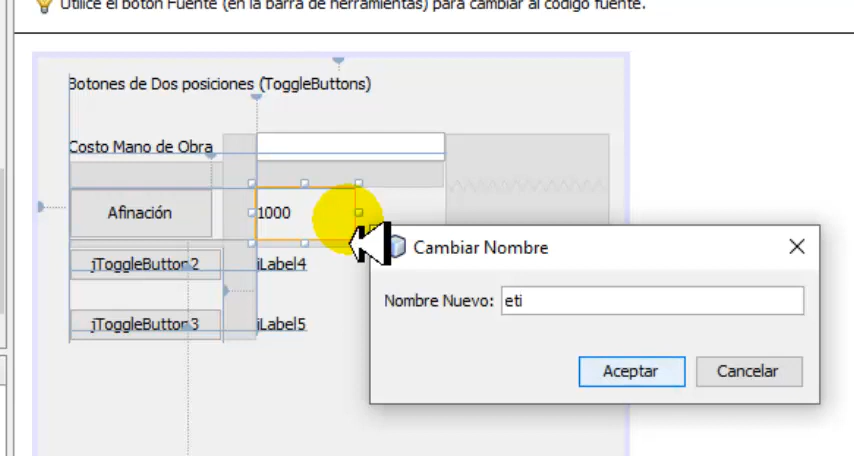 Utilice el botón Fuente (en la barra de herramientas) para cambiar al código fuente.
Botones de Dos posiciones (ToggleButtons)
Costo Mano de Obra
Afinación
1000
Cambiar Nombre
jToggleButton2
jLabel4
Nombre Nuevo: eti
jToggleButton3
jLabel5
Aceptar
Cancelar